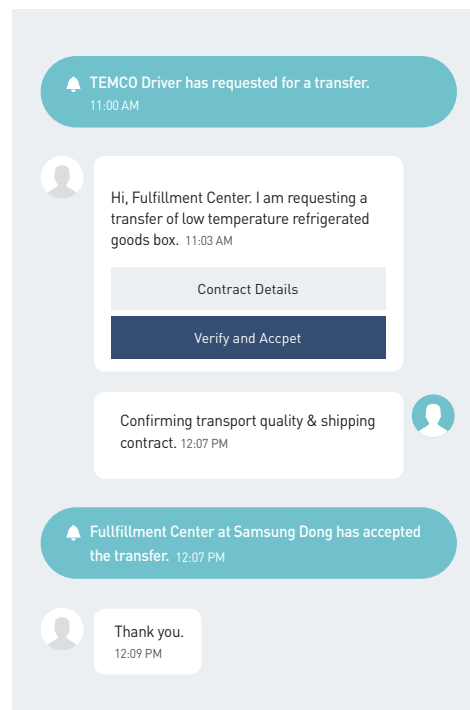 TEMCO Driver has requested for a transfer.
11:00 AM
Hi, Fulfillment Center. I am requesting a
transfer of low temperature refrigerated
goods box. 11:03 AM
Contract Details
Verify and Accpet
Confirming transport quality & shipping
contract. 12:07 PM
Fullfillment Center at Samsung Dong has accepted
the transfer. 12:07 PM
Thank you.
12:09 PM